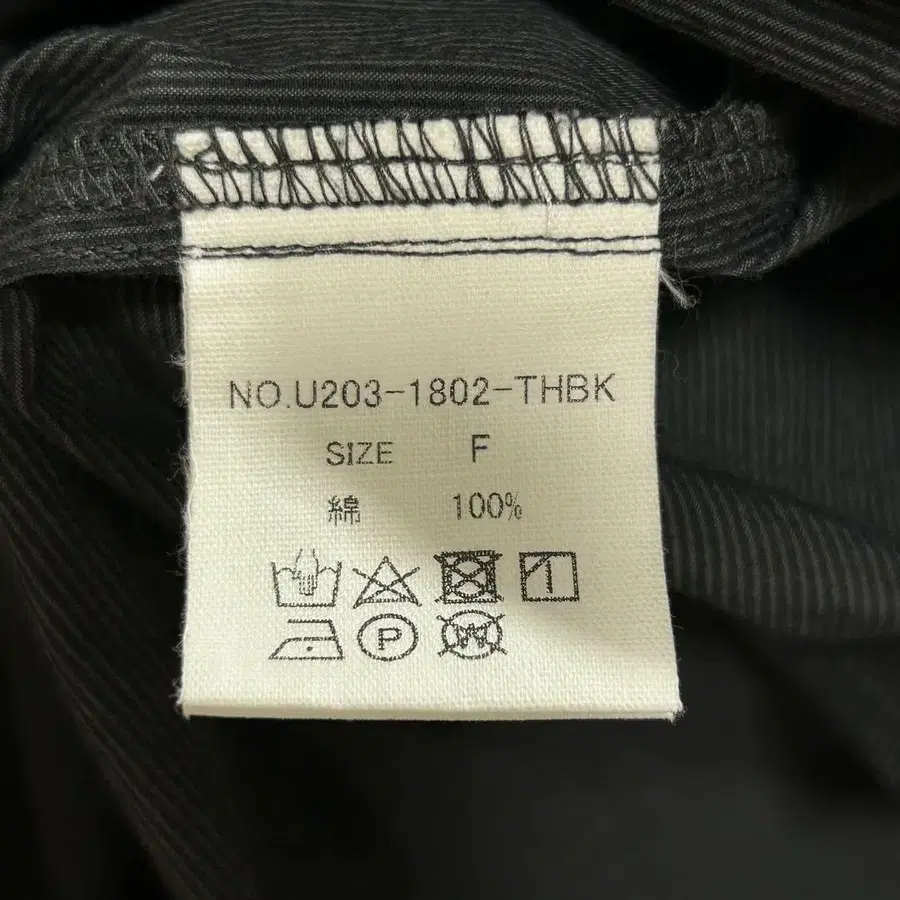 NO.U203-1802-THBK
SIZE F
綿 100%
P
W